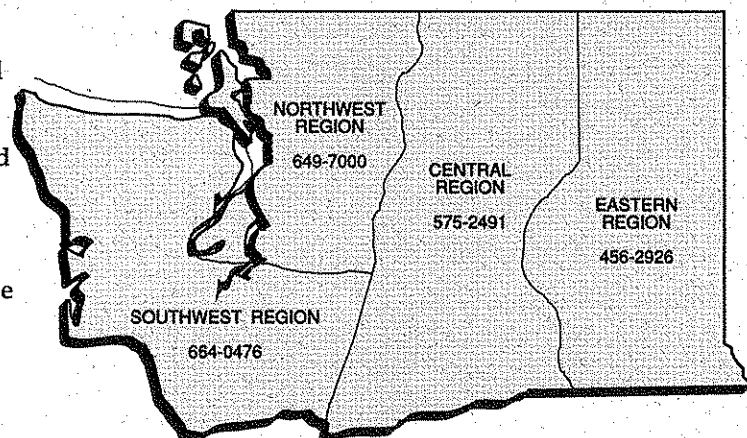 NORTHWEST
REGION
649-7000
CENTRAL
REGION
575-2491
EASTERN
REGION
456-2926
SOUTHWEST REGION
664-0476